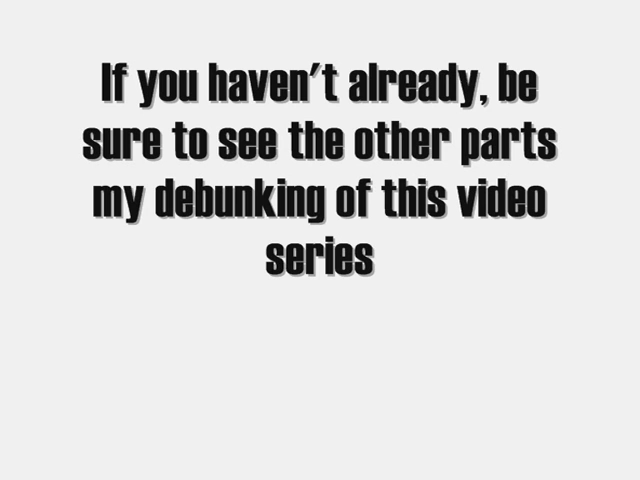 If you haven't already, be
sure to see the other parts
my debunking of this video
series